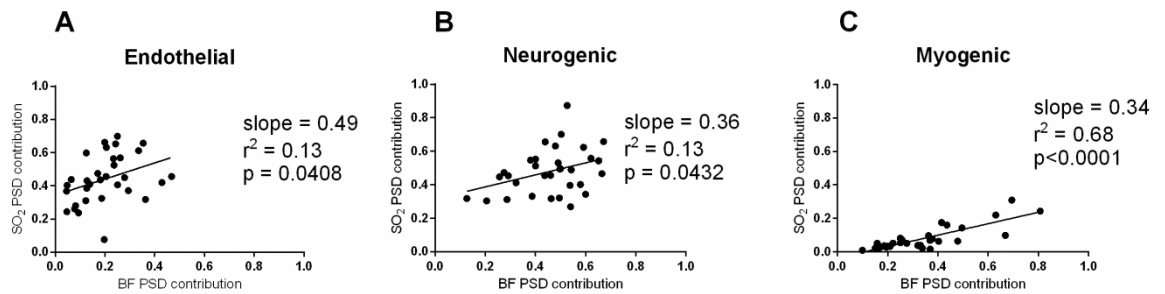 A
Endothelial
SO₂ PSD contribution
1.0
0.8
0.6
0.4
0.2
0.0
slope = 0.49
r² = 0.13
p = 0.0408
0.0 0.2 0.4 0.6 0.8 1.0
BF PSD contribution
B
Neurogenic
SO₂ PSD contribution
1.0
0.8
0.6
0.4
0.2
0.0
slope = 0.36
r² = 0.13
p = 0.0432
0.0 0.2 0.4 0.6 0.8 1.0
BF PSD contribution
C
Myogenic
SO₂ PSD contribution
1.0
0.8
0.6
0.4
0.2
0.0
slope = 0.34
r² = 0.68
p<0.0001
0.0 0.2 0.4 0.6 0.8 1.0
BF PSD contribution